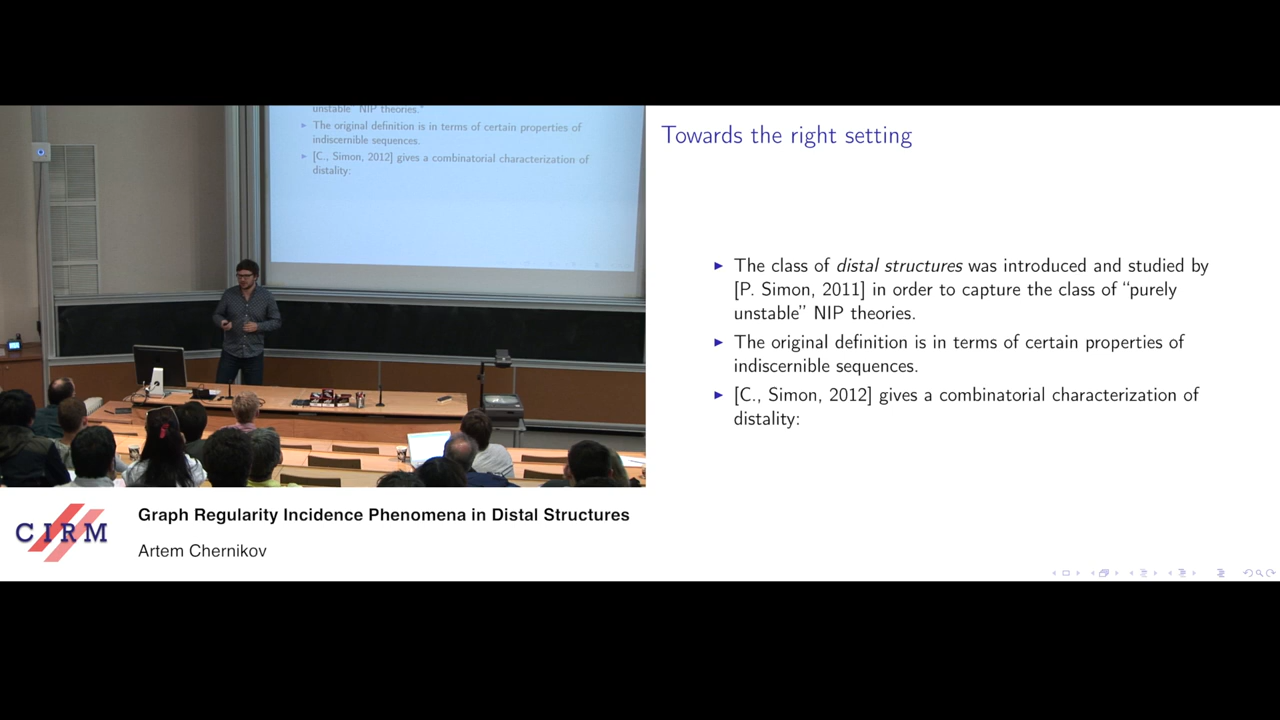 unstable" NIP theories."
▶ The original definition is in terms of certain properties of
indiscernible sequences.
▶ [C., Simon, 2012] gives a combinatorial characterization of
distality:
Towards the right setting
▶ The class of distal structures was introduced and studied by
[P. Simon, 2011] in order to capture the class of “purely
unstable” NIP theories.
▶ The original definition is in terms of certain properties of
indiscernible sequences.
▶ [C., Simon, 2012] gives a combinatorial characterization of
distality:
CIRM
Graph Regularity Incidence Phenomena in Distal Structures
Artem Chernikov